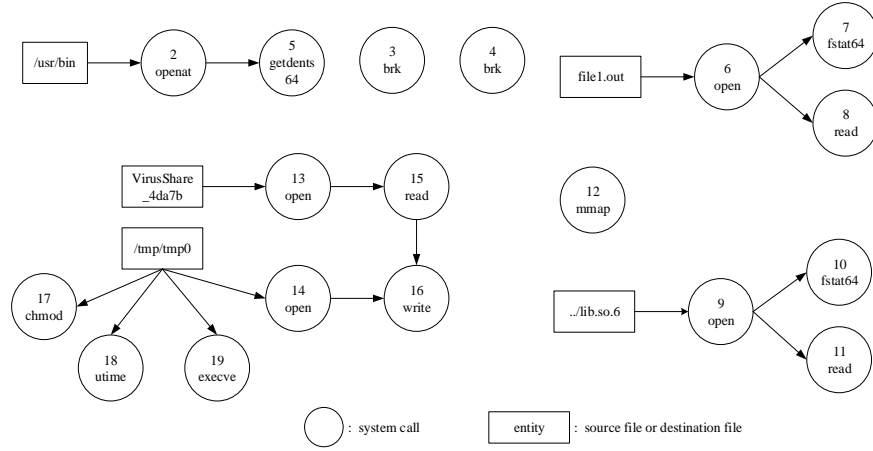 /usr/bin
2
openat
5
getdents
64
3
brk
4
brk
file1.out
6
open
7
fstat64
8
read
VirusShare
_4da7b
13
open
15
read
12
mmap
/tmp/tmp0
17
chmod
14
open
16
write
18
utime
19
execve
../lib.so.6
9
open
10
fstat64
11
read
: system call
entity
: source file or destination file